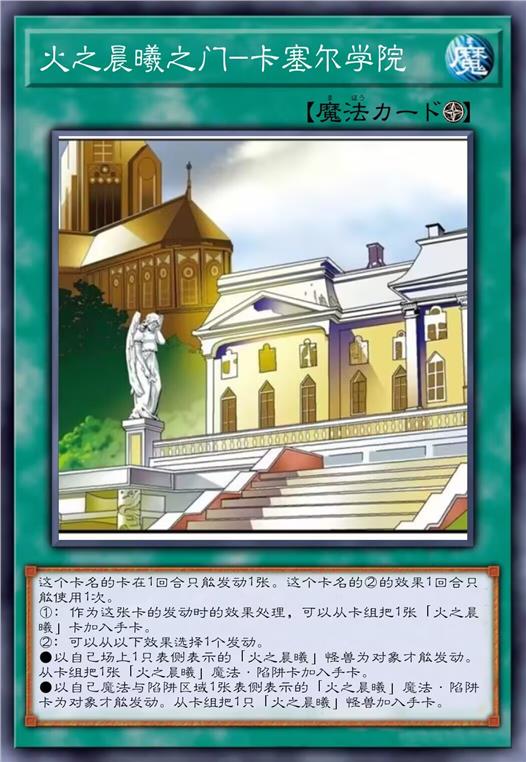 火之晨曦之门-卡塞尔学院
魔
【魔法カード】
まほう
这个卡名的卡在1回合只能发动1张。这个卡名的②的效果1回合只
能使用1次。
①：作为这张卡的发动时的效果处理，可以从卡组把1张「火之晨
曦」卡加入手卡。
②：可以从以下效果选择1个发动。
●以自己场上1只表侧表示的「火之晨曦」怪兽为对象才能发动。
从卡组把1张「火之晨曦」魔法·陷阱卡加入手卡。
●以自己魔法与陷阱区域1张表侧表示的「火之晨曦」魔法·陷阱
卡为对象才能发动。从卡组把1只「火之晨曦」怪兽加入手卡。